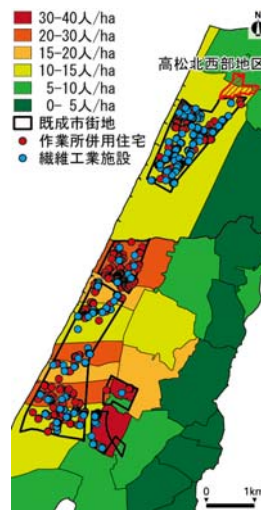 30-40人/ha
20-30人/ha
15-20人/ha
10-15人/ha
5-10人/ha
0- 5人/ha
既成市街地
作業所併用住宅
繊維工業施設
高松北西部地区
0 1km